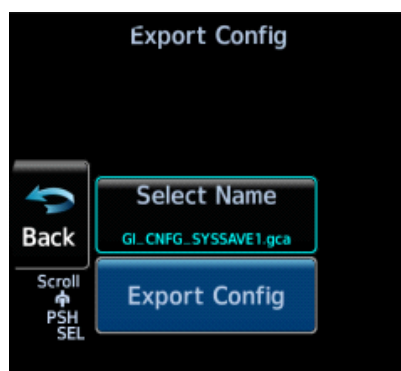 Export Config
Select Name
GI_CNFG_SYSSAVE1.gca
Back
Export Config
Scroll
PSH
SEL